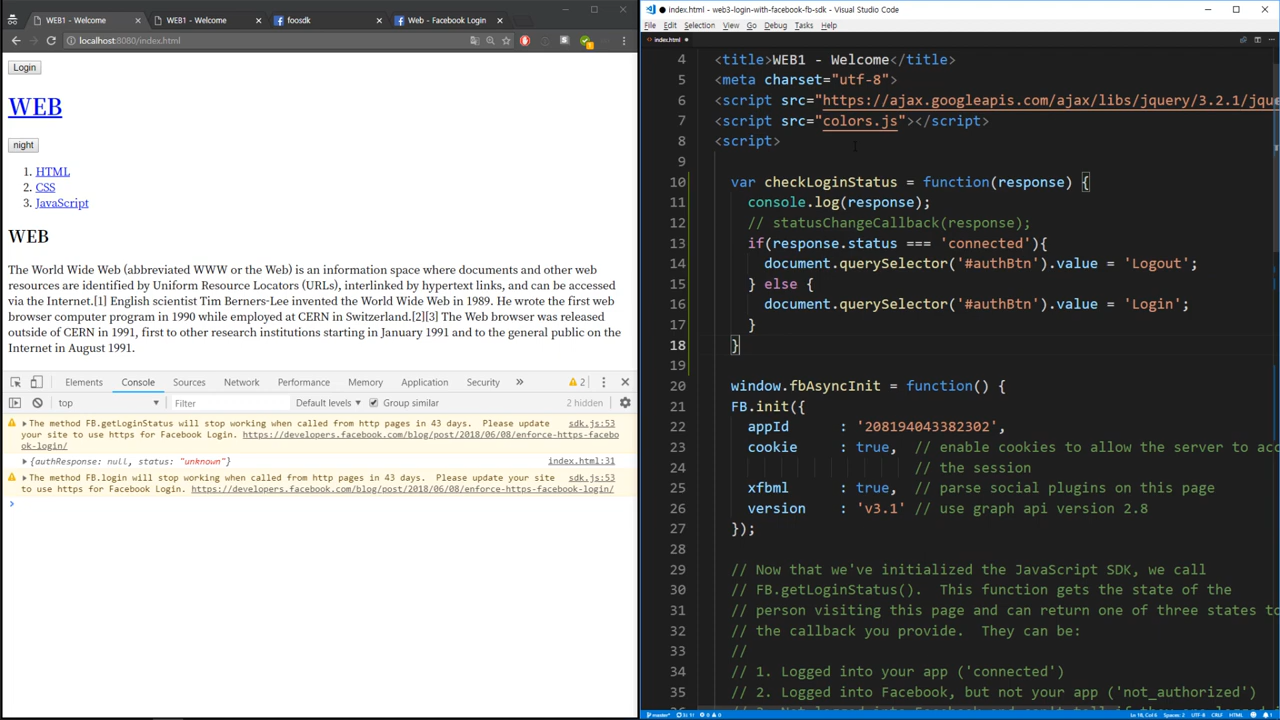 WEB1 - Welcome
WEB1 - Welcome
foosdk
Web - Facebook Login
localhost:8080/index.html
Login
WEB
night
1. HTML
2. CSS
3. JavaScript
WEB
The World Wide Web (abbreviated WWW or the Web) is an information space where documents and other web
resources are identified by Uniform Resource Locators (URLs), interlinked by hypertext links, and can be accessed
via the Internet.[1] English scientist Tim Berners-Lee invented the World Wide Web in 1989. He wrote the first web
browser computer program in 1990 while employed at CERN in Switzerland.[2][3] The Web browser was released
outside of CERN in 1991, first to other research institutions starting in January 1991 and to the general public on the
Internet in August 1991.
Elements Console Sources Network Performance Memory Application Security » 2
top Filter Default levels Group similar 2 hidden
The method FB.getLoginStatus will stop working when called from http pages in 43 days. Please update sdk.js:53
your site to use https for Facebook Login. https://developers.facebook.com/blog/post/2018/06/08/enforce-https-facebo
ok-login/
{authResponse: null, status: "unknown"} index.html:31
The method FB.login will stop working when called from http pages in 43 days. Please update your site sdk.js:53
to use https for Facebook Login. https://developers.facebook.com/blog/post/2018/06/08/enforce-https-facebook-login/
index.html - web3-login-with-facebook-fb-sdk - Visual Studio Code
File Edit Selection View Go Debug Tasks Help
index.html
4 <title>WEB1 - Welcome</title>
5 <meta charset="utf-8">
6 <script src="https://ajax.googleapis.com/ajax/libs/jquery/3.2.1/jque
7 <script src="colors.js"></script>
8 <script>
9
10 var checkLoginStatus = function(response) {
11 console.log(response);
12 // statusChangeCallback(response);
13 if(response.status === 'connected'){
14 document.querySelector('#authBtn').value = 'Logout';
15 } else {
16 document.querySelector('#authBtn').value = 'Login';
17 }
18 }
19
20 window.fbAsyncInit = function() {
21 FB.init({
22 appId : '208194043382302',
23 cookie : true, // enable cookies to allow the server to acc
24 // the session
25 xfbml : true, // parse social plugins on this page
26 version : 'v3.1' // use graph api version 2.8
27 });
28
29 // Now that we've initialized the JavaScript SDK, we call
30 // FB.getLoginStatus(). This function gets the state of the
31 // person visiting this page and can return one of three states to
32 // the callback you provide. They can be:
33 //
34 // 1. Logged into your app ('connected')
35 // 2. Logged into Facebook, but not your app ('not_authorized')
master Ln 18, Col 4 Spaces: 2 UTF-8 CRLF HTML